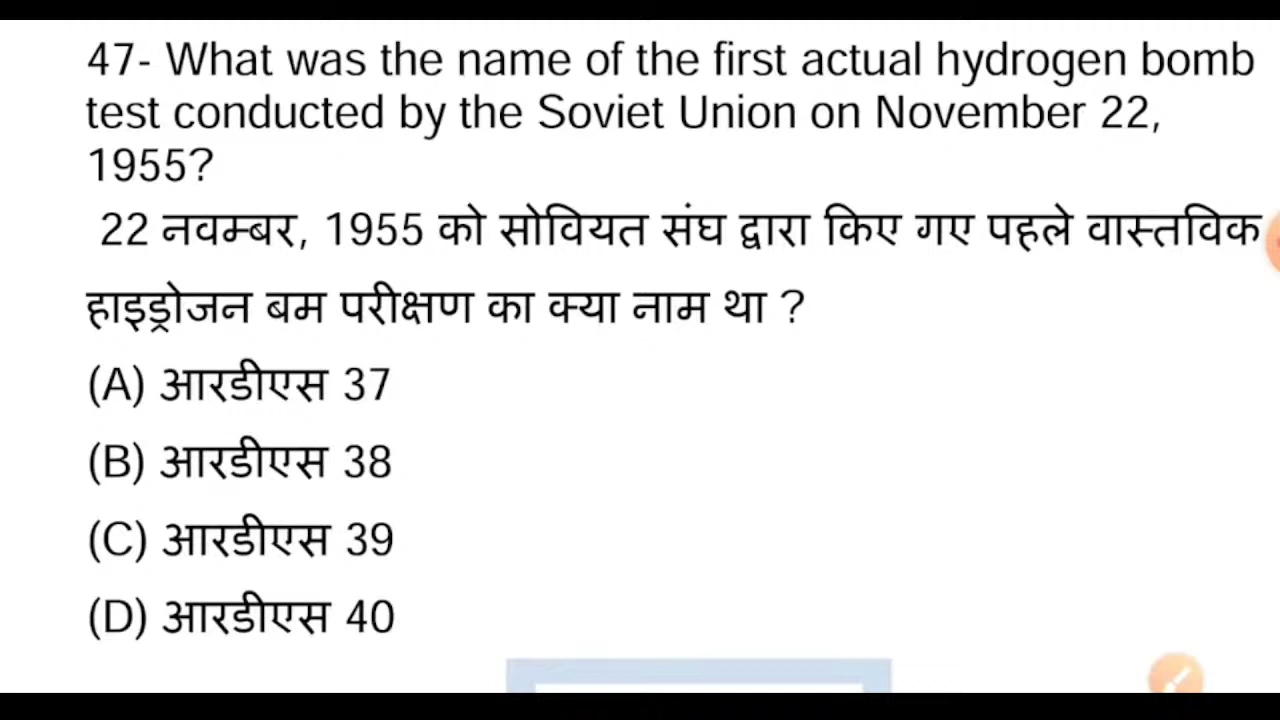 47- What was the name of the first actual hydrogen bomb
test conducted by the Soviet Union on November 22,
1955?
22 नवम्बर, 1955 को सोवियत संघ द्वारा किए गए पहले वास्तविक
हाइड्रोजन बम परीक्षण का क्या नाम था ?
(A) आरडीएस 37
(B) आरडीएस 38
(C) आरडीएस 39
(D) आरडीएस 40